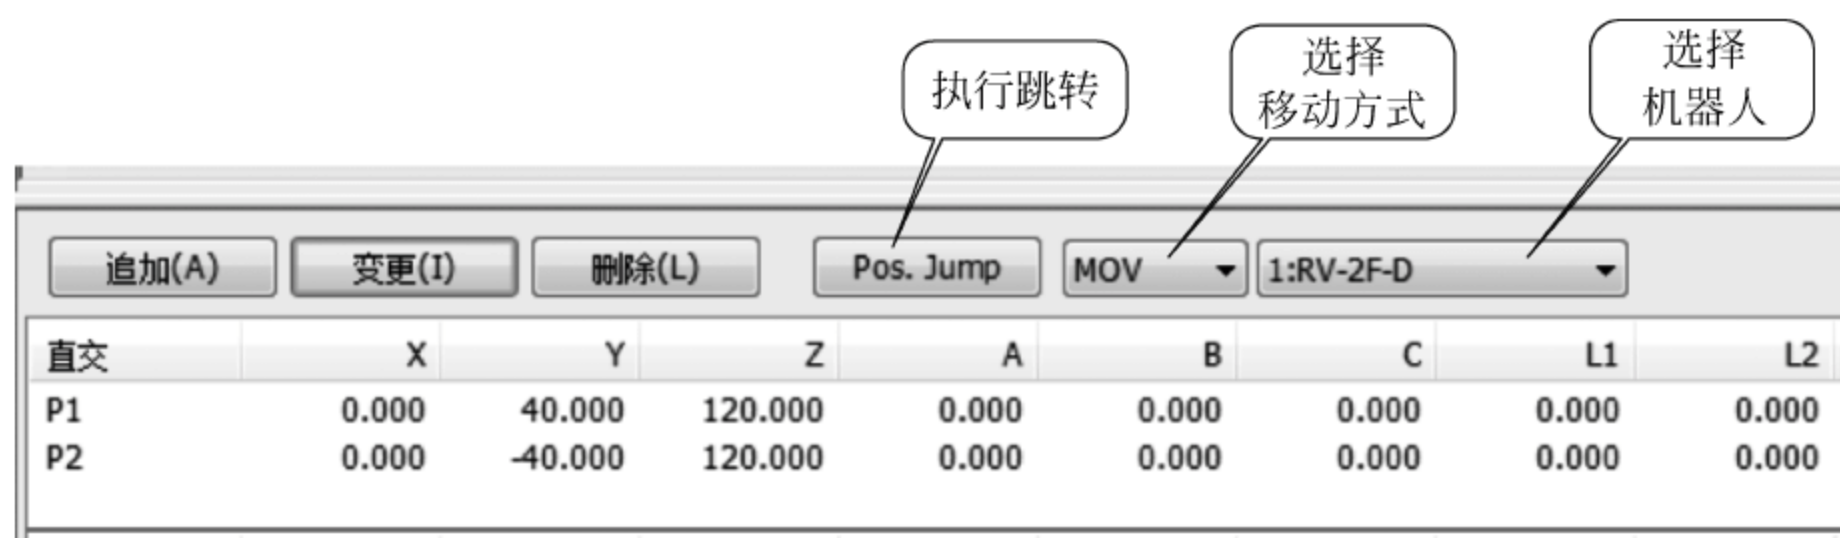 执行跳转
选择
移动方式
选择
机器人
追加(A) 变更(I) 删除(L) Pos. Jump MOV 1:RV-2F-D
直交 X Y Z A B C L1 L2
P1 0.000 40.000 120.000 0.000 0.000 0.000 0.000 0.000
P2 0.000 -40.000 120.000 0.000 0.000 0.000 0.000 0.000